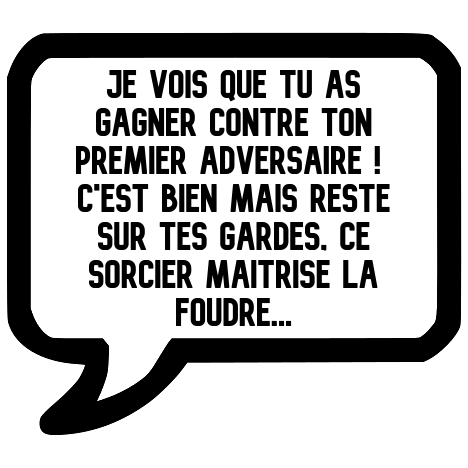 JE VOIS QUE TU AS
GAGNER CONTRE TON
PREMIER ADVERSAIRE !
C'EST BIEN MAIS RESTE
SUR TES GARDES. CE
SORCIER MAITRISE LA
FOUDRE...